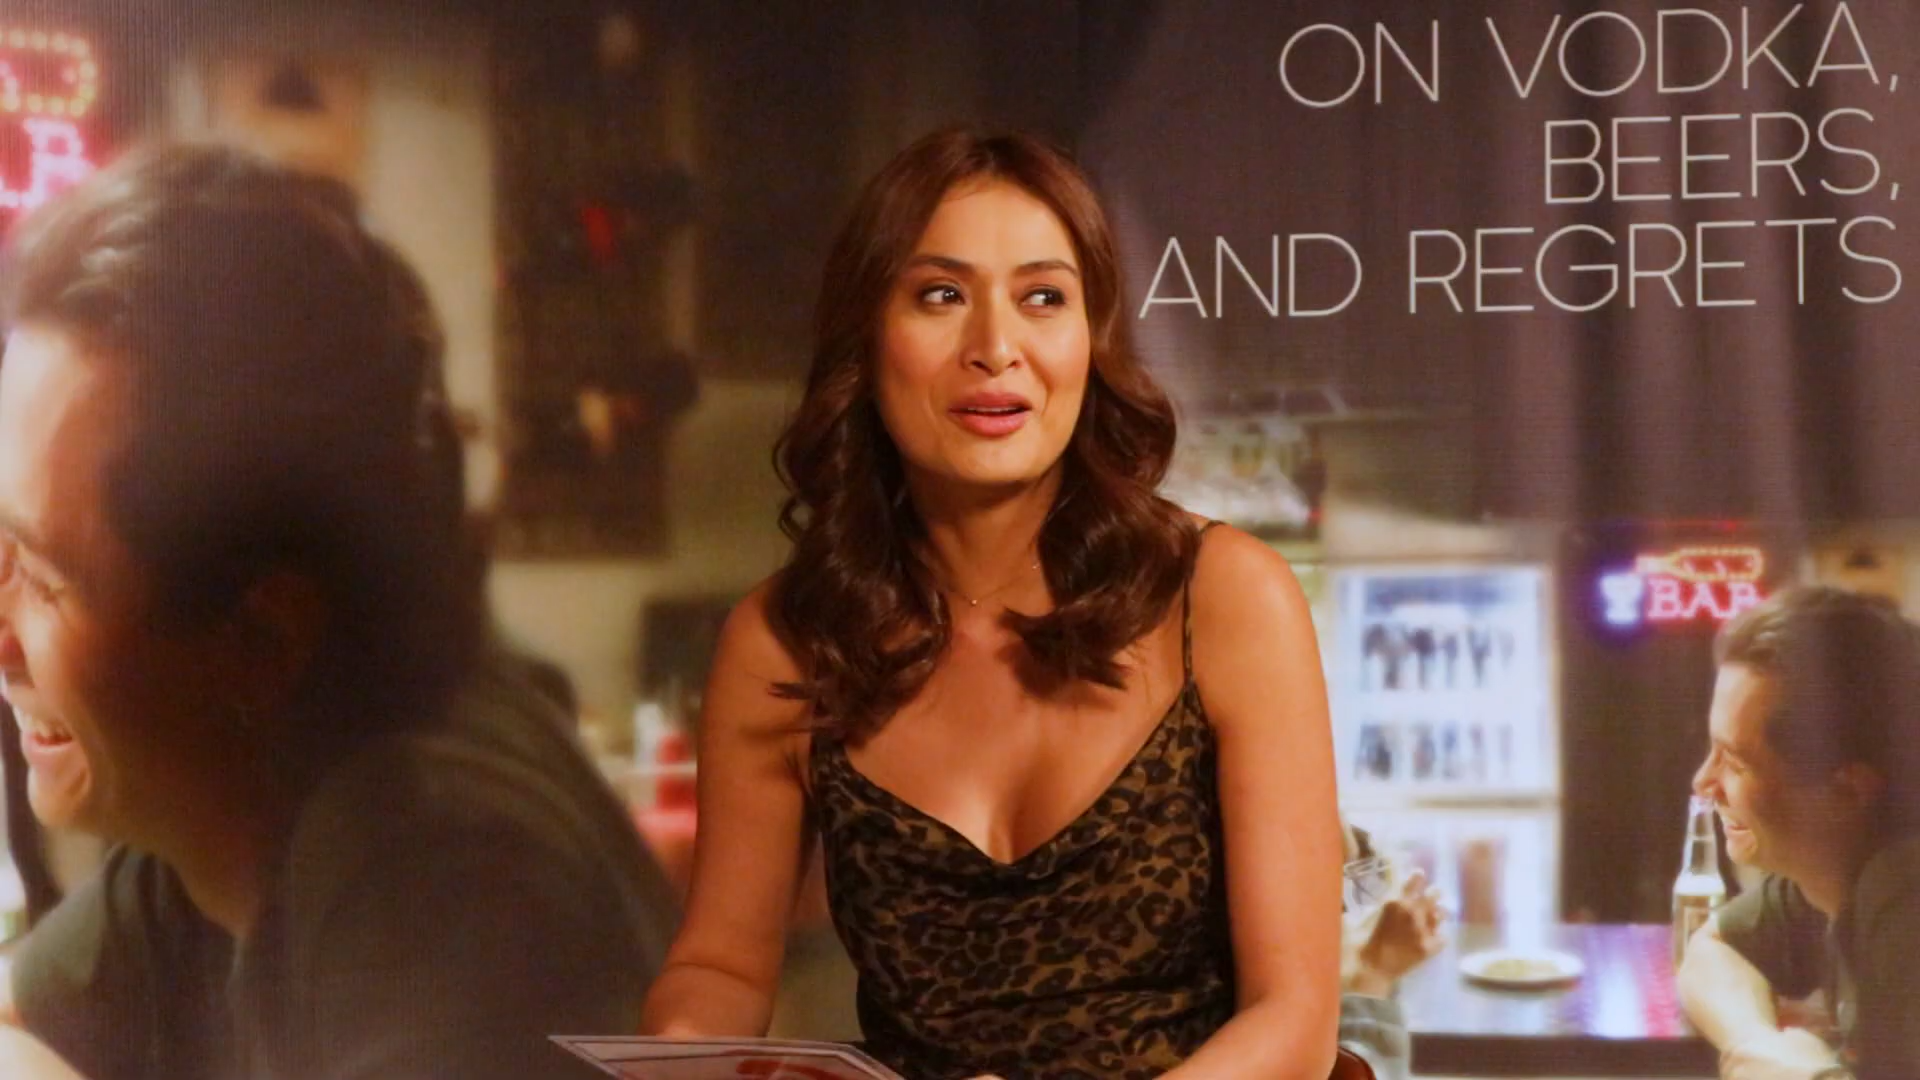 ON VODKA,
BEERS,
AND REGRETS
BAR